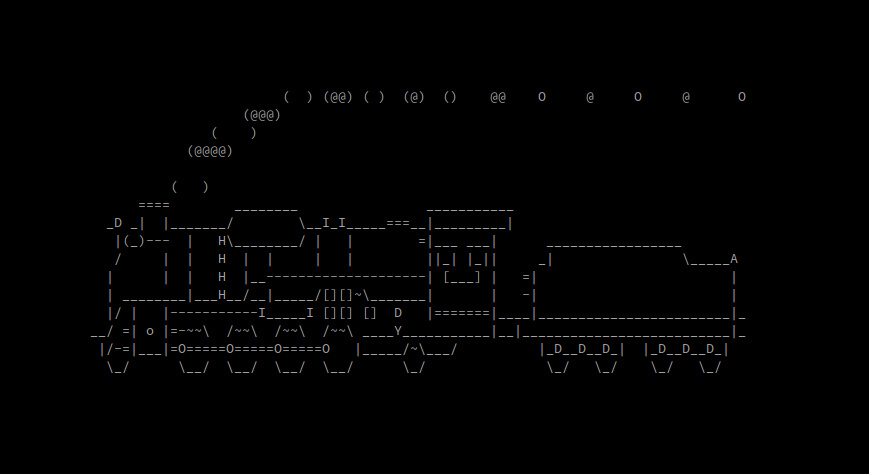 (  ) (@@) ( )  (@)  ()    @@    O     @     O     @      O
                   (@@@)
               (    )
            (@@@@)

          (   )
      ====        ________                ___________
  _D _|  |_______/        \__I_I_____===__|_________|
   |(_)---  |   H\________/ |   |        =|___ ___|      _________________
   /     |  |   H  |  |     |   |         ||_| |_||     _|                \_____A
  |      |  |   H  |__--------------------| [___] |   =|                        |
  | ________|___H__/__|_____/[][]~\_______|       |   -|                        |
  |/ |   |-----------I_____I [][] []  D   |=======|____|________________________|_
__/ =| o |=-~~\  /~~\  /~~\  /~~\ ____Y___________|__|__________________________|_
 |/-=|___|=O=====O=====O=====O   |_____/~\___/          |_D__D__D_|  |_D__D__D_|
  \_/      \__/  \__/  \__/  \__/      \_/               \_/   \_/    \_/   \_/